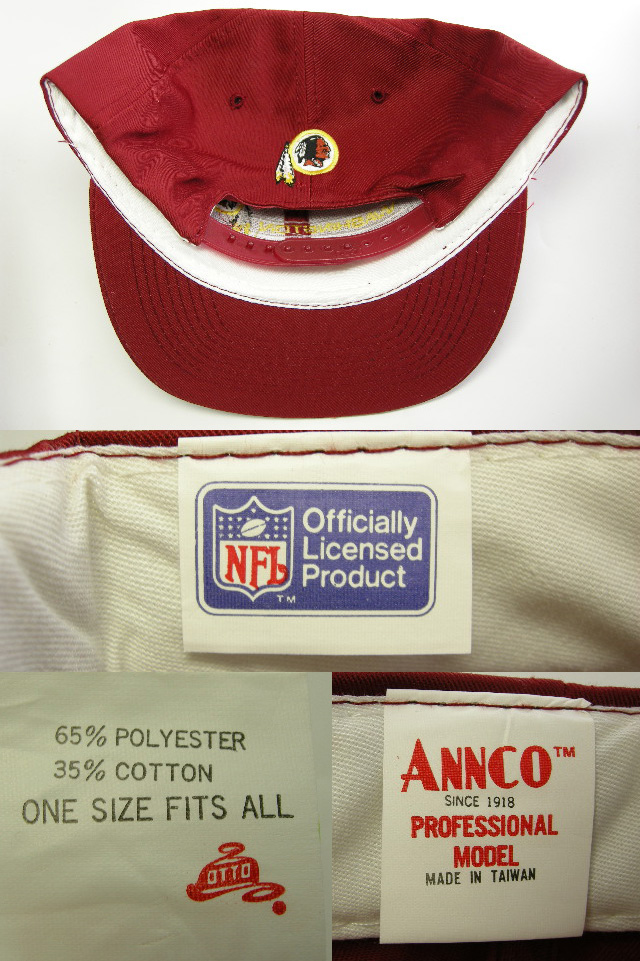 NFL
TM
Officially
Licensed
Product
65% POLYESTER
35% COTTON
ONE SIZE FITS ALL
OTTO
ANNCO™
SINCE 1918
PROFESSIONAL
MODEL
MADE IN TAIWAN